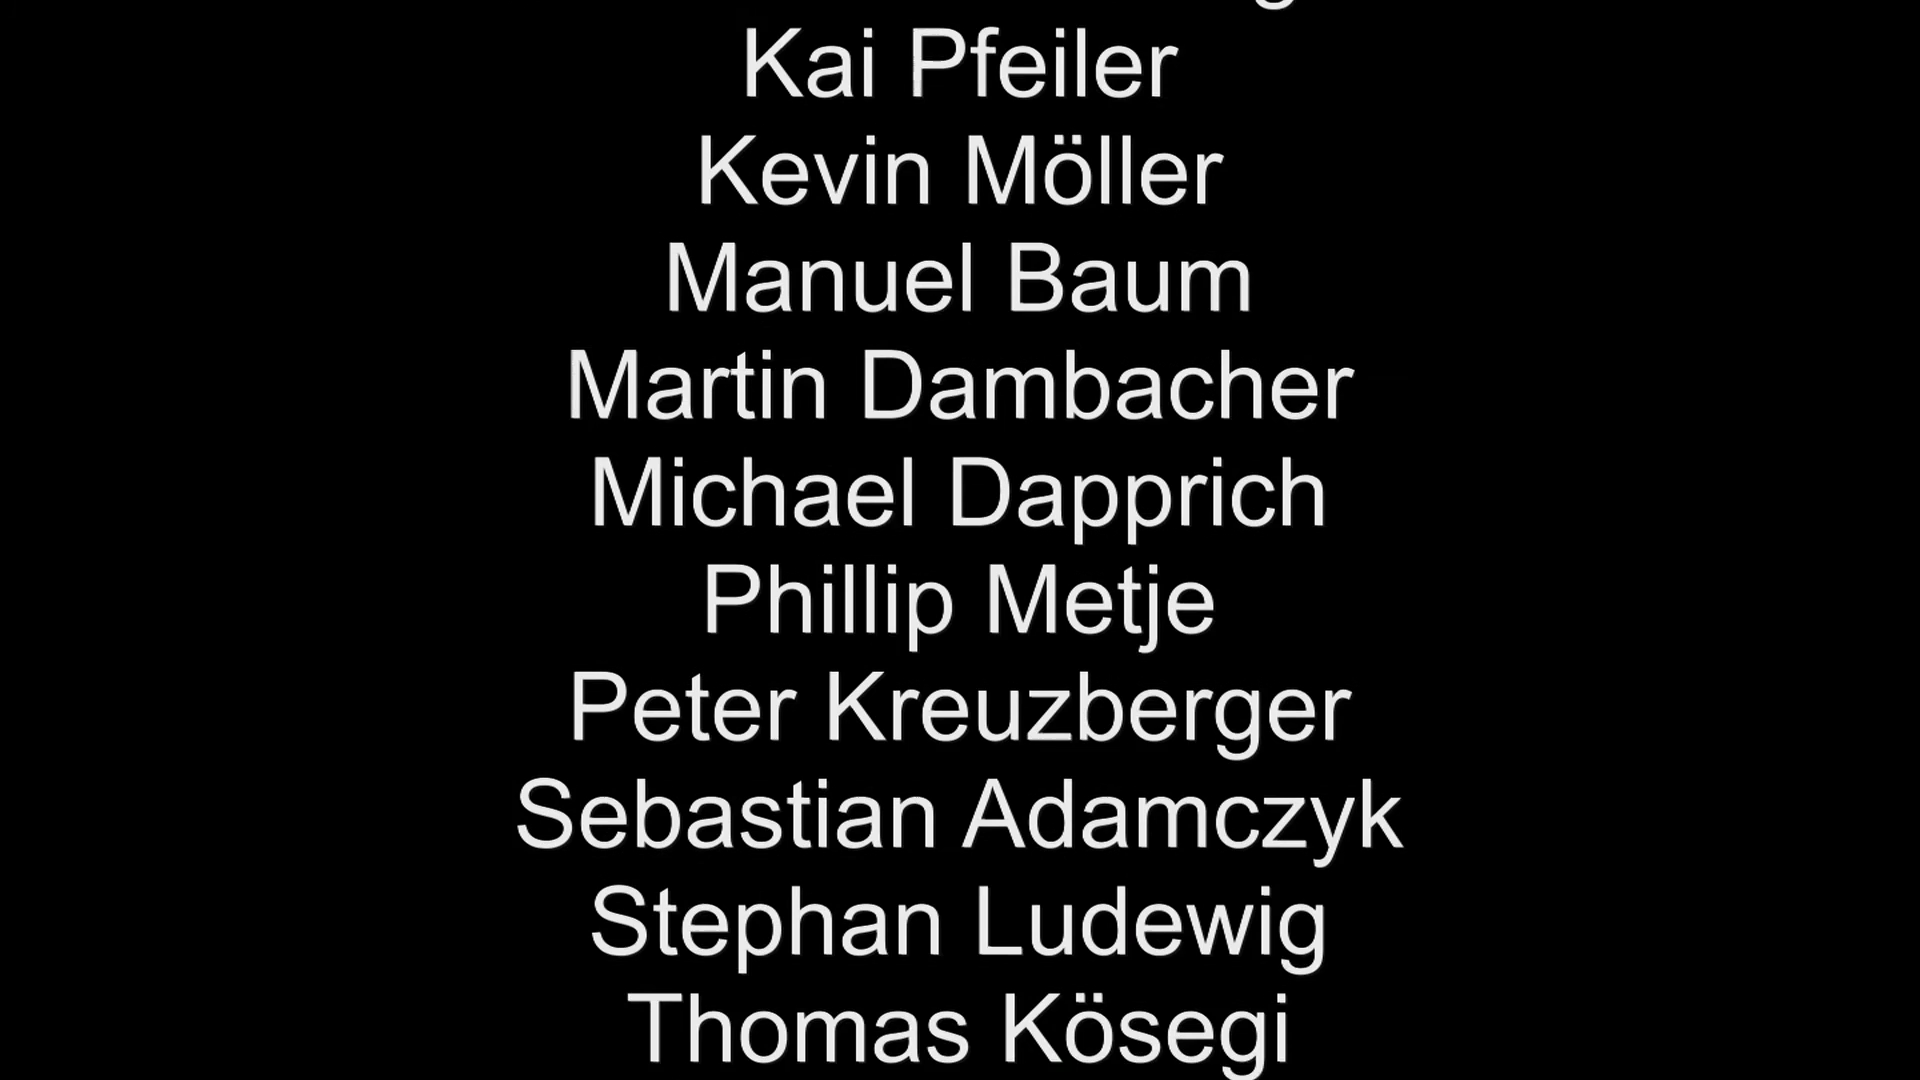 Kai Pfeiler
Kevin Möller
Manuel Baum
Martin Dambacher
Michael Dapprich
Phillip Metje
Peter Kreuzberger
Sebastian Adamczyk
Stephan Ludewig
Thomas Kösegi